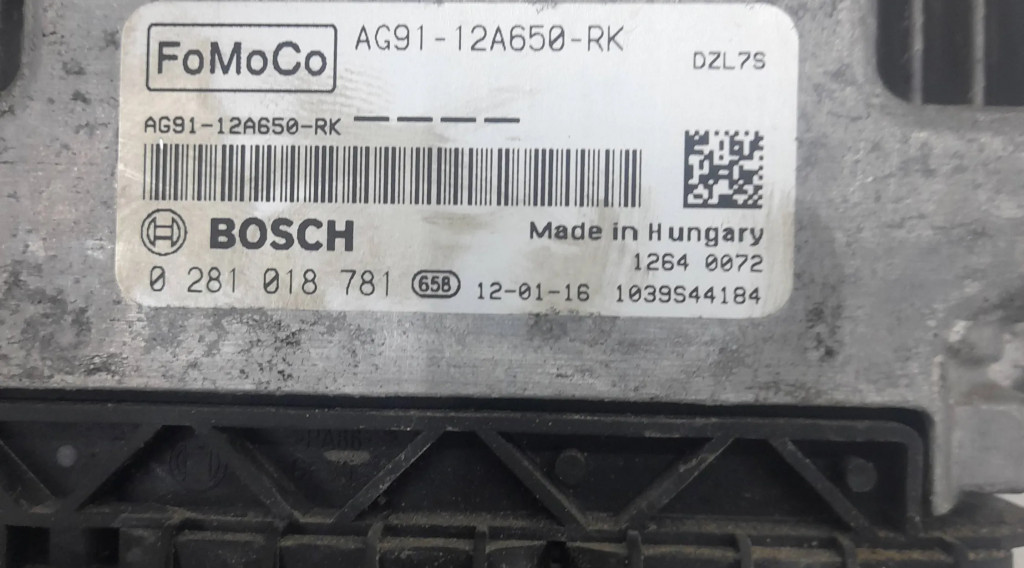 FoMoCo AG91-12A650-RK
DZL7S
AG91-12A650-RK ----
BOSCH Made in Hungary
1264 0072
0 281 018 781 658 12-01-16 1039S44184